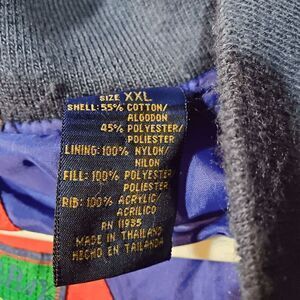 SIZE XXL
SHELL: 55% COTTON/
ALGODON
45% POLYESTER/
POLIESTER
LINING: 100% NYLON/
NILON
FILL: 100% POLYESTER/
POLIESTER
RIB: 100% ACRYLIC/
ACRILICO
RN 11935
MADE IN THAILAND
HECHO EN TAILANDIA